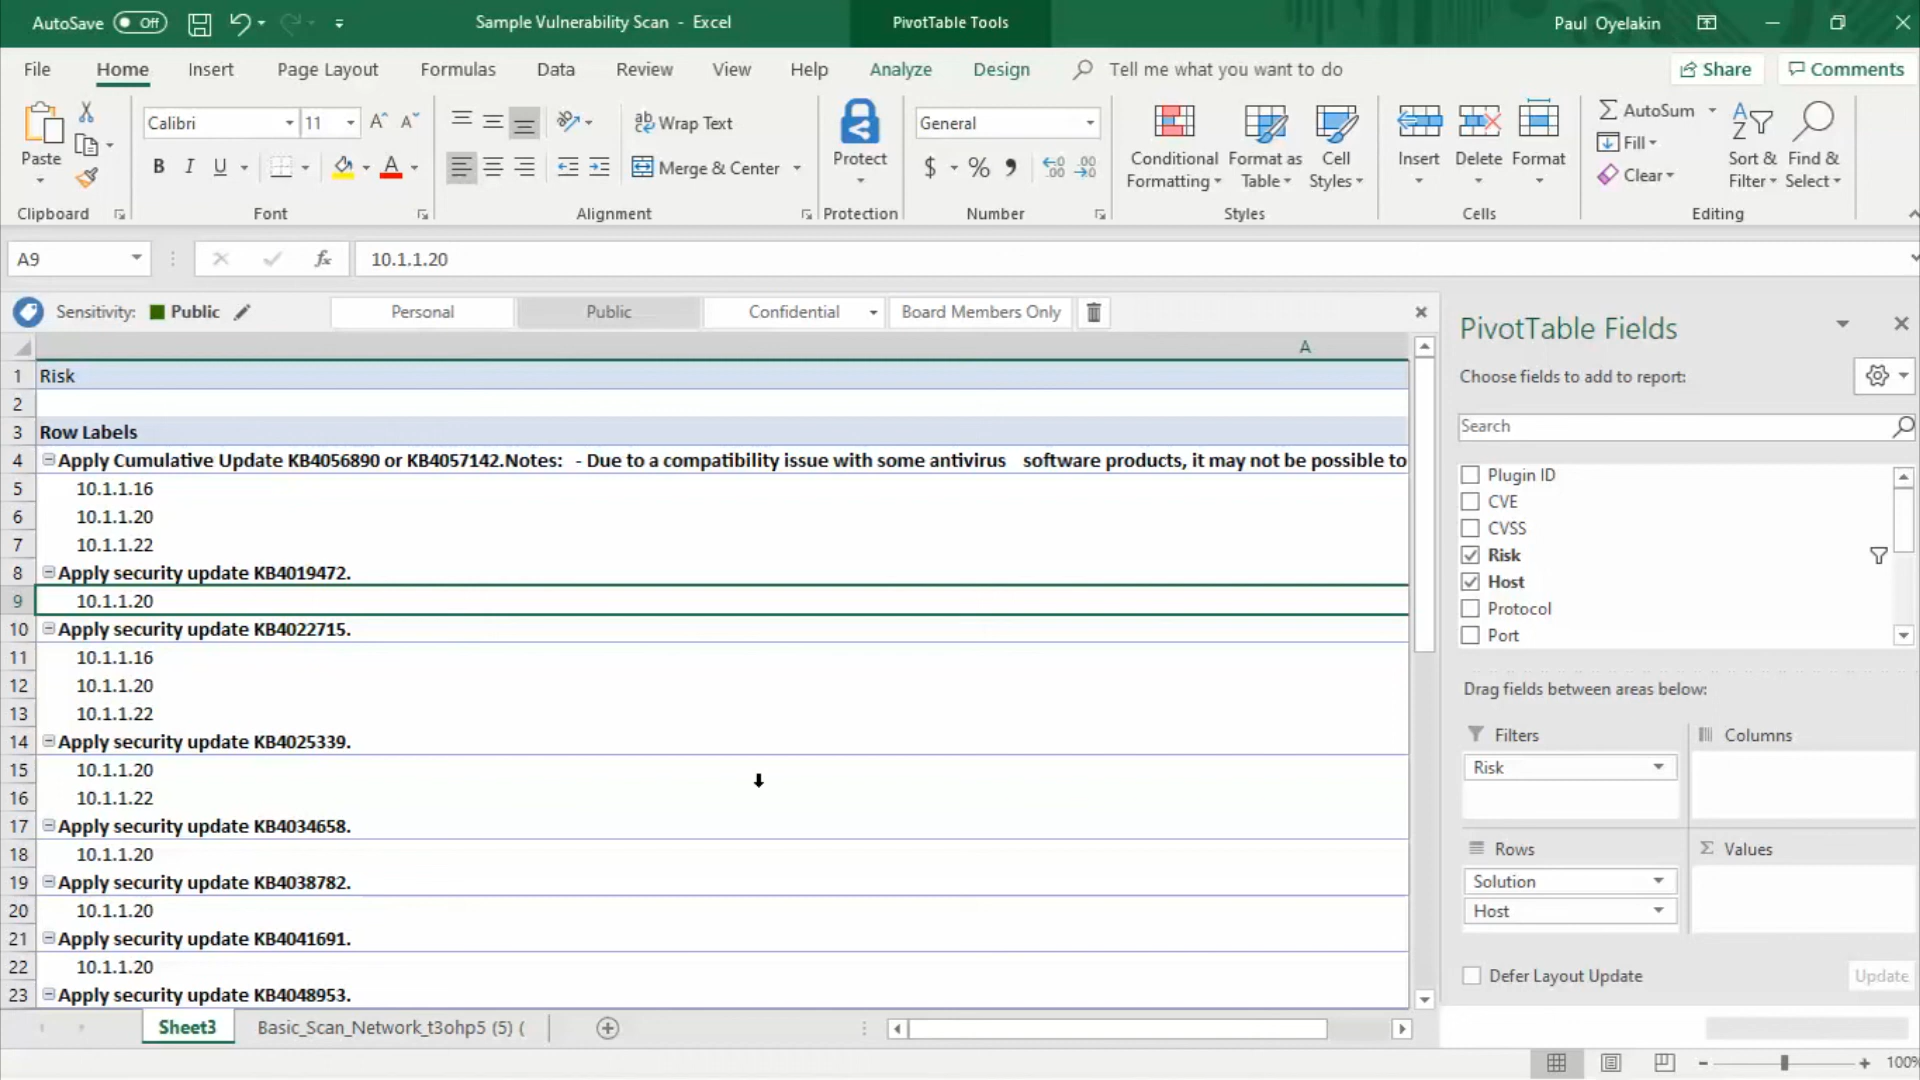 AutoSave Off Sample Vulnerability Scan - Excel PivotTable Tools Paul Oyelakin
File Home Insert Page Layout Formulas Data Review View Help Analyze Design Tell me what you want to do Share Comments
Paste
Clipboard
Calibri 11
B I U A
Font
Wrap Text
Merge & Center
Alignment
Protect
Protection
General
$ % ,
Number
Conditional Formatting
Format as Table
Cell Styles
Styles
Insert Delete Format
Cells
AutoSum
Fill
Clear
Sort & Filter
Find & Select
Editing
A9 fx 10.1.1.20
Sensitivity: Public Personal Public Confidential Board Members Only
A
1 Risk
2
3 Row Labels
4 Apply Cumulative Update KB4056890 or KB4057142.Notes: - Due to a compatibility issue with some antivirus software products, it may not be possible to
5 10.1.1.16
6 10.1.1.20
7 10.1.1.22
8 Apply security update KB4019472.
9 10.1.1.20
10 Apply security update KB4022715.
11 10.1.1.16
12 10.1.1.20
13 10.1.1.22
14 Apply security update KB4025339.
15 10.1.1.20
16 10.1.1.22
17 Apply security update KB4034658.
18 10.1.1.20
19 Apply security update KB4038782.
20 10.1.1.20
21 Apply security update KB4041691.
22 10.1.1.20
23 Apply security update KB4048953.
PivotTable Fields
Choose fields to add to report:
Search
Plugin ID
CVE
CVSS
Risk
Host
Protocol
Port
Drag fields between areas below:
Filters
Risk
Columns
Rows
Solution
Host
Σ Values
Defer Layout Update Update
Sheet3 Basic_Scan_Network_t3ohp5 (5) (
100%